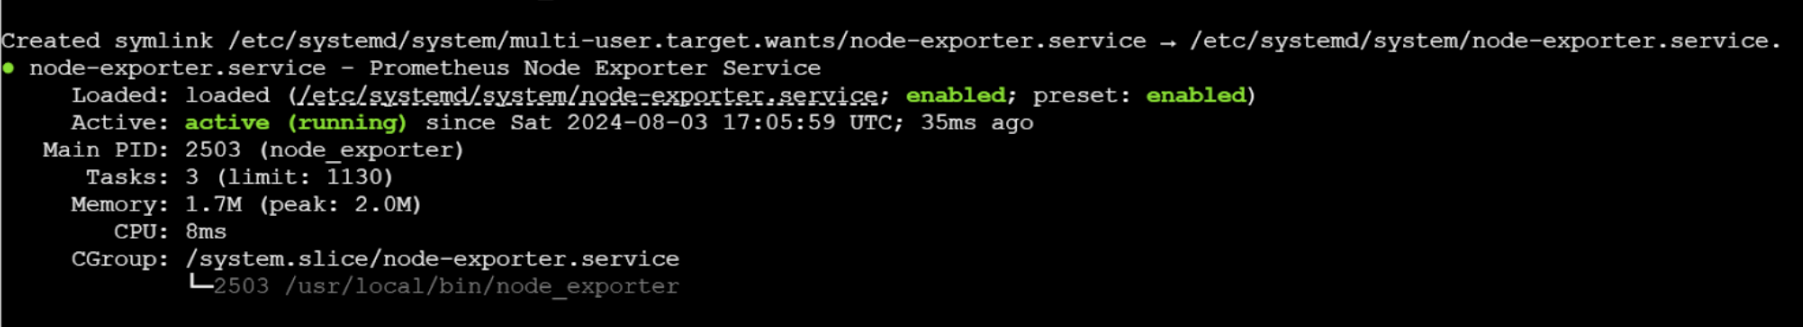 Created symlink /etc/systemd/system/multi-user.target.wants/node-exporter.service → /etc/systemd/system/node-exporter.service.
● node-exporter.service - Prometheus Node Exporter Service
Loaded: loaded (/etc/systemd/system/node-exporter.service; enabled; preset: enabled)
Active: active (running) since Sat 2024-08-03 17:05:59 UTC; 35ms ago
Main PID: 2503 (node_exporter)
Tasks: 3 (limit: 1130)
Memory: 1.7M (peak: 2.0M)
CPU: 8ms
CGroup: /system.slice/node-exporter.service
└─2503 /usr/local/bin/node_exporter